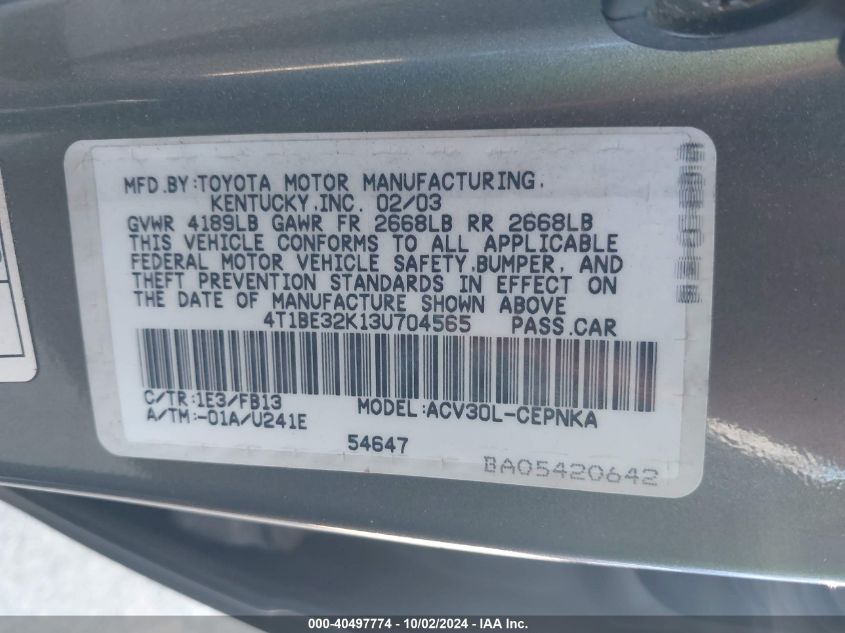 MFD.BY:TOYOTA MOTOR MANUFACTURING,
KENTUCKY,INC. 02/03
GVWR 4189LB GAWR FR 2668LB RR 2668LB
THIS VEHICLE CONFORMS TO ALL APPLICABLE
FEDERAL MOTOR VEHICLE SAFETY,BUMPER, AND
THEFT PREVENTION STANDARDS IN EFFECT ON
THE DATE OF MANUFACTURE SHOWN ABOVE
4T1BE32K13U704565 PASS.CAR
C/TR:1E3/FB13 MODEL:ACV30L-CEPNKA
A/TM:-01A/U241E
54647
BA05420642
000-40497774 - 10/02/2024 - IAAI.COM